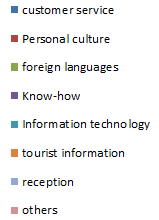 customer service
Personal culture
foreign languages
Know-how
Information technology
tourist information
reception
others